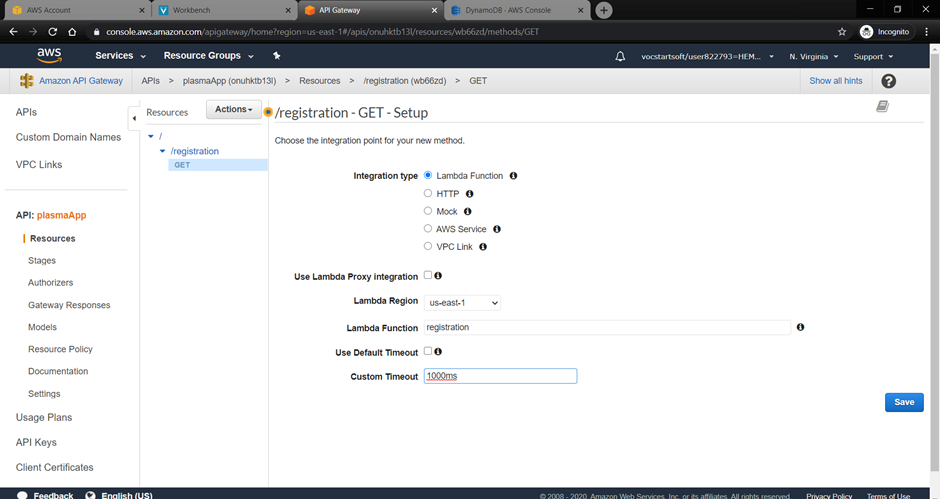 AWS Account
Workbench
API Gateway
DynamoDB - AWS Console
console.aws.amazon.com/apigateway/home?region=us-east-1#/apis/onuhktb13l/resources/wb66zd/methods/GET
Incognito
aws
Services
Resource Groups
vocstartsoft/user822793=HEM...
N. Virginia
Support
Amazon API Gateway
APIs > plasmaApp (onuhktb13l) > Resources > /registration (wb66zd) > GET
Show all hints
APIs
Custom Domain Names
VPC Links
API: plasmaApp
Resources
Stages
Authorizers
Gateway Responses
Models
Resource Policy
Documentation
Settings
Usage Plans
API Keys
Client Certificates
Resources
Actions
/
/registration
GET
/registration - GET - Setup
Choose the integration point for your new method.
Integration type
Lambda Function
HTTP
Mock
AWS Service
VPC Link
Use Lambda Proxy integration
Lambda Region us-east-1
Lambda Function registration
Use Default Timeout
Custom Timeout 1000ms
Save
Feedback
English (US)
© 2008 - 2020, Amazon Web Services, Inc. or its affiliates. All rights reserved.
Privacy Policy
Terms of Use